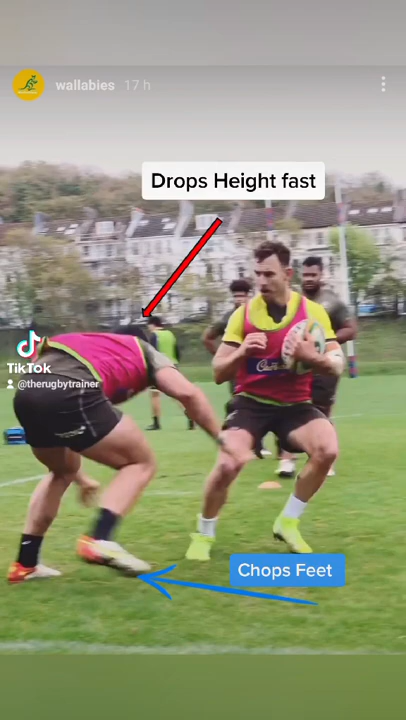 wallabies 17 h
Drops Height fast
TikTok
@therugbytrainer
Chops Feet